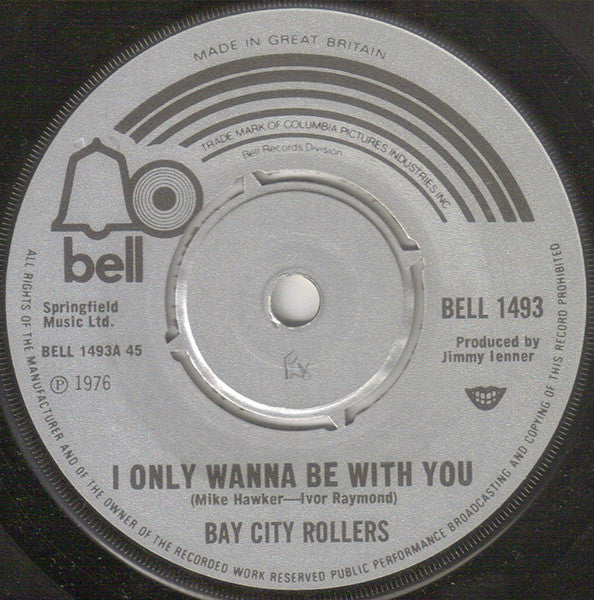 MADE IN GREAT BRITAIN
TRADE MARK OF COLUMBIA PICTURES INDUSTRIES INC.
Bell Records Division
bell
Springfield
Music Ltd.
BELL 1493A 45
℗ 1976
BELL 1493
Produced by
Jimmy Ienner
I ONLY WANNA BE WITH YOU
(Mike Hawker—Ivor Raymond)
BAY CITY ROLLERS
ALL RIGHTS OF THE MANUFACTURER AND OF THE OWNER OF THE RECORDED WORK RESERVED PUBLIC PERFORMANCE BROADCASTING AND COPYING OF THIS RECORD PROHIBITED